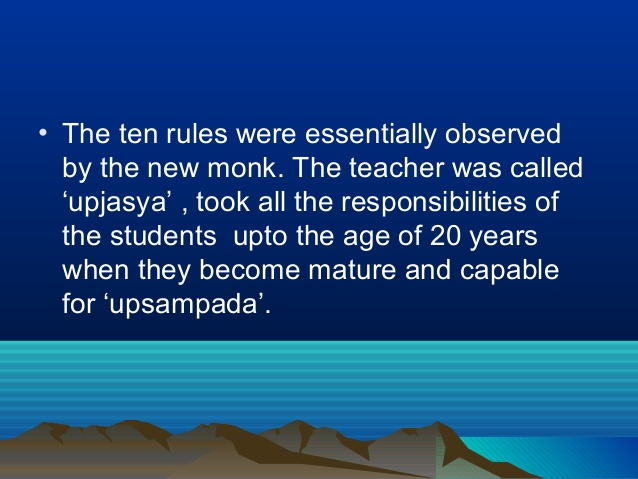 • The ten rules were essentially observed
by the new monk. The teacher was called
‘upjasya’ , took all the responsibilities of
the students  upto the age of 20 years
when they become mature and capable
for ‘upsampada’.